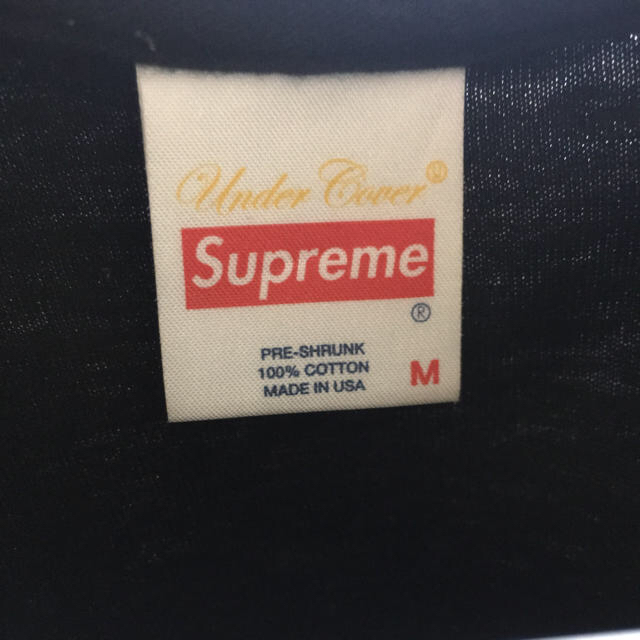 Under Cover
Supreme
®
PRE-SHRUNK
100% COTTON
MADE IN USA
M